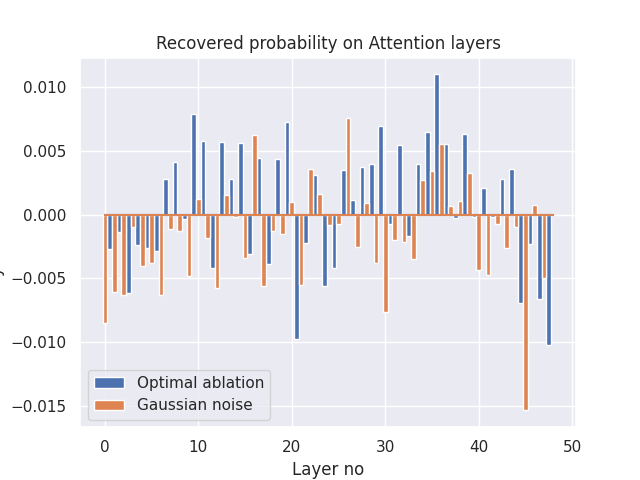 Recovered probability on Attention layers
0.010
0.005
0.000
−0.005
−0.010
−0.015
Optimal ablation
Gaussian noise
0 10 20 30 40 50
Layer no